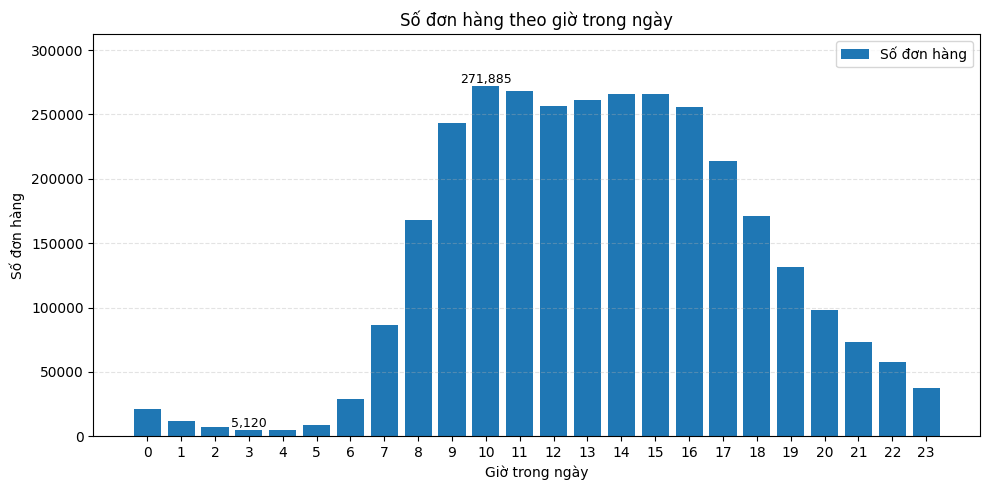 Số đơn hàng theo giờ trong ngày
Số đơn hàng
300000
250000
200000
150000
100000
50000
0
Số đơn hàng
271,885
5,120
0 1 2 3 4 5 6 7 8 9 10 11 12 13 14 15 16 17 18 19 20 21 22 23
Giờ trong ngày